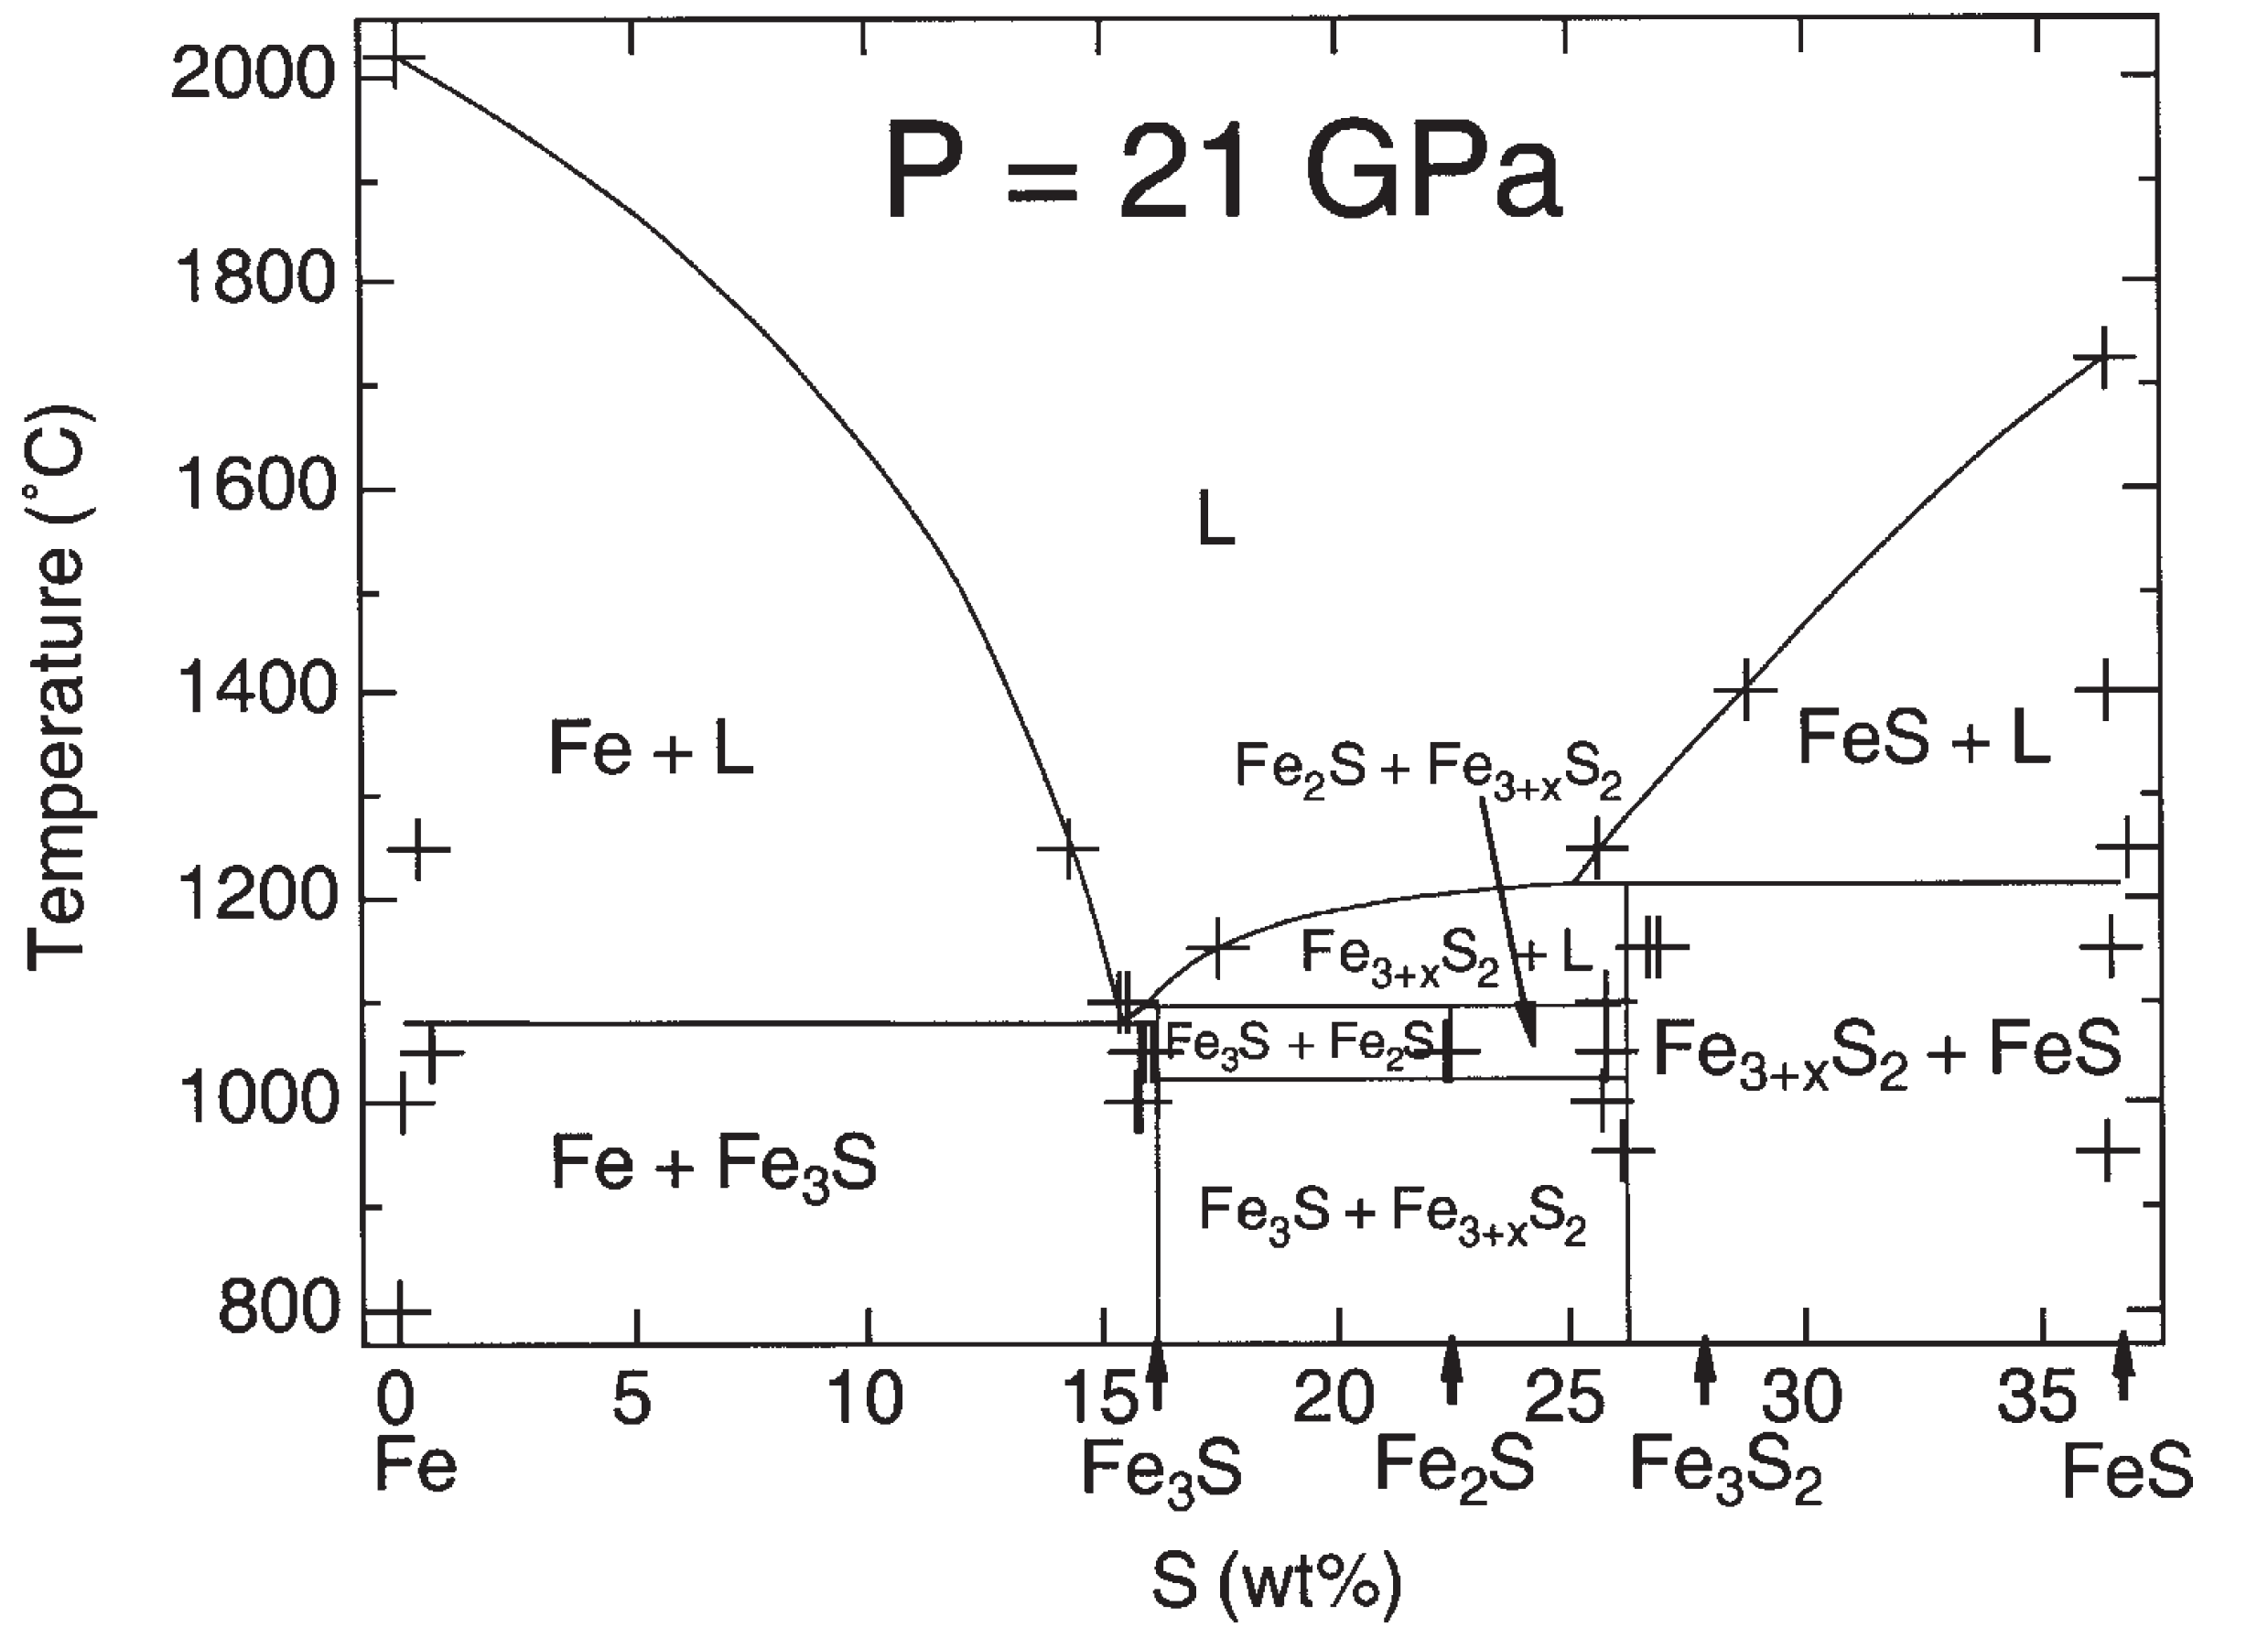 P = 21 GPa
Temperature (°C)
2000
1800
1600
1400
1200
1000
800
L
Fe + L
Fe₂S + Fe₃₊ₓS₂
FeS + L
Fe₃₊ₓS₂ + L
Fe₃S + Fe₂S
Fe₃₊ₓS₂ + FeS
Fe + Fe₃S
Fe₃S + Fe₃₊ₓS₂
0 5 10 15 20 25 30 35
Fe Fe₃S Fe₂S Fe₃S₂ FeS
S (wt%)